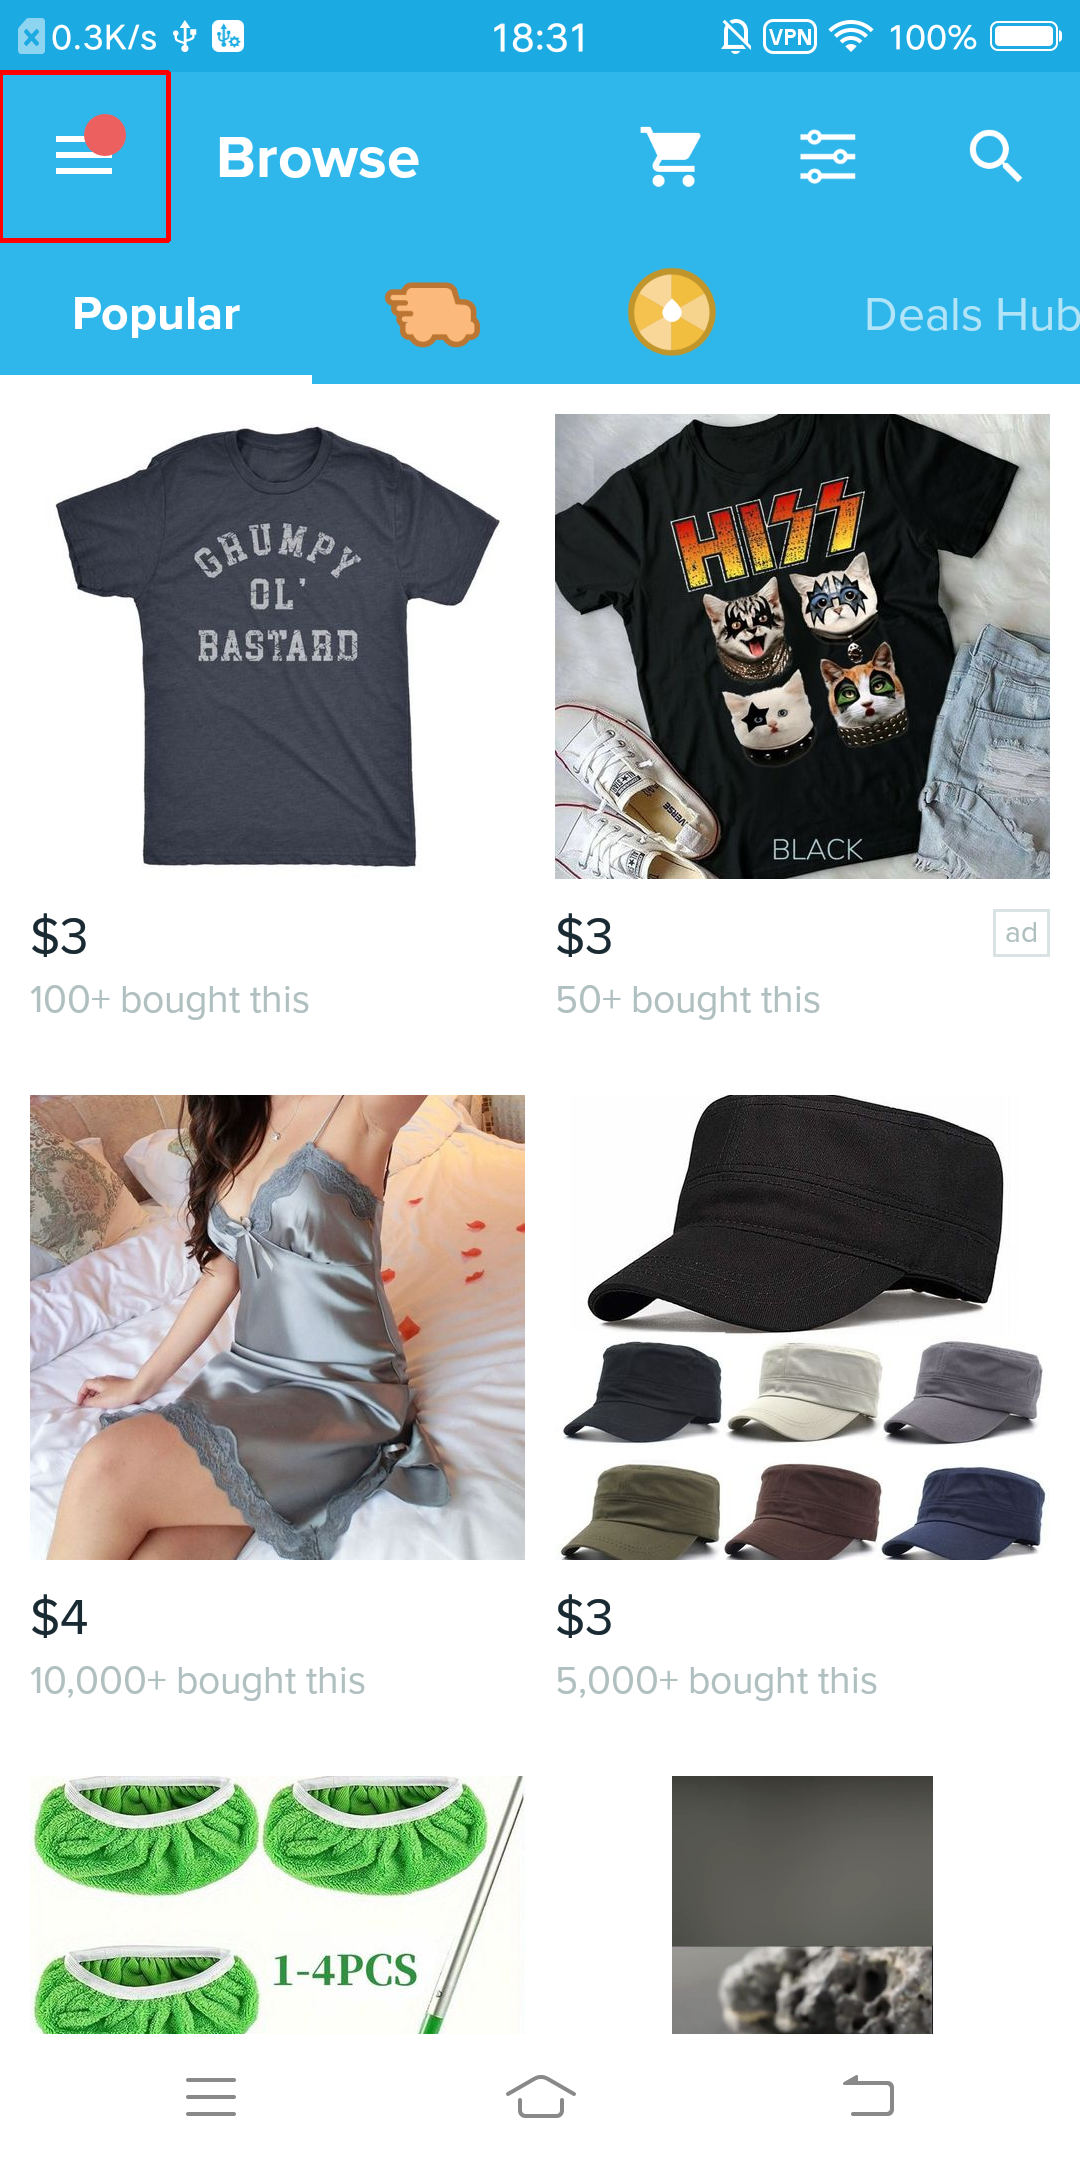 0.3K/s
18:31
VPN
100%
Browse
Popular
Deals Hub
GRUMPY
OL'
BASTARD
HISS
BLACK
$3
$3
ad
100+ bought this
50+ bought this
$4
$3
10,000+ bought this
5,000+ bought this
1-4PCS